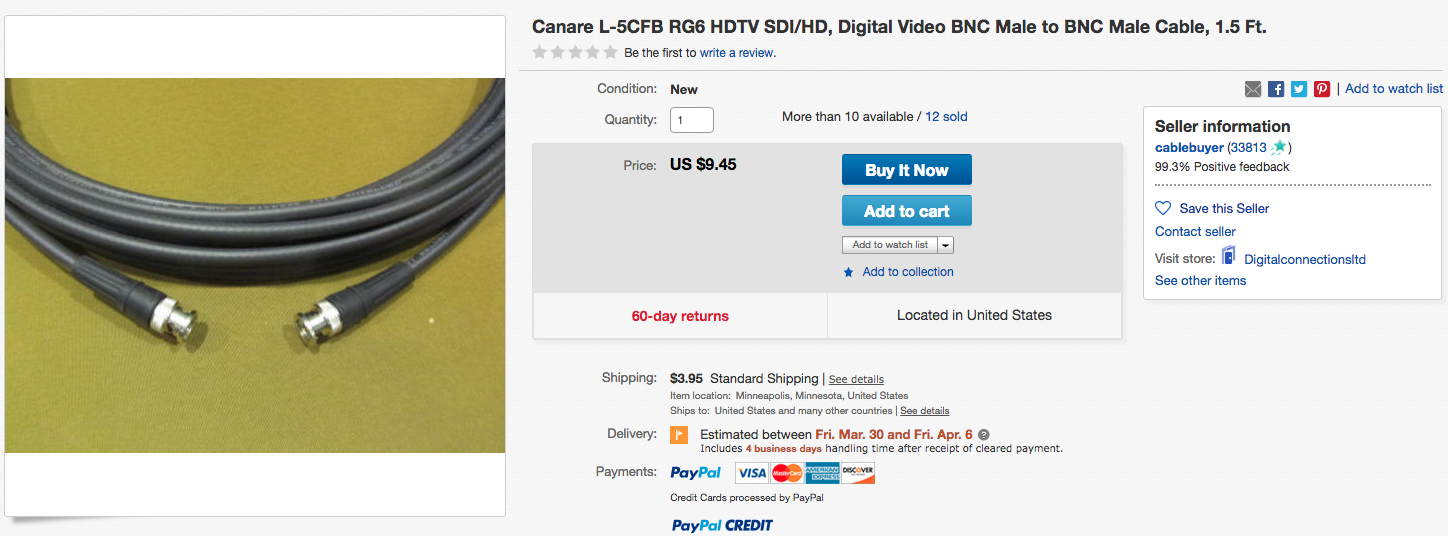 Canare L-5CFB RG6 HDTV SDI/HD, Digital Video BNC Male to BNC Male Cable, 1.5 Ft.
Be the first to write a review.
Condition: New
Quantity: 1 More than 10 available / 12 sold
Price: US $9.45
Buy It Now
Add to cart
Add to watch list
Add to collection
60-day returns
Located in United States
Shipping: $3.95 Standard Shipping | See details
Item location: Minneapolis, Minnesota, United States
Ships to: United States and many other countries | See details
Delivery: Estimated between Fri. Mar. 30 and Fri. Apr. 6 ?
Includes 4 business days handling time after receipt of cleared payment.
Payments: PayPal VISA MasterCard AMERICAN EXPRESS DISCOVER
Credit Cards processed by PayPal
PayPal CREDIT
| Add to watch list
Seller information
cablebuyer (33813)
99.3% Positive feedback
Save this Seller
Contact seller
Visit store: Digitalconnectionsltd
See other items